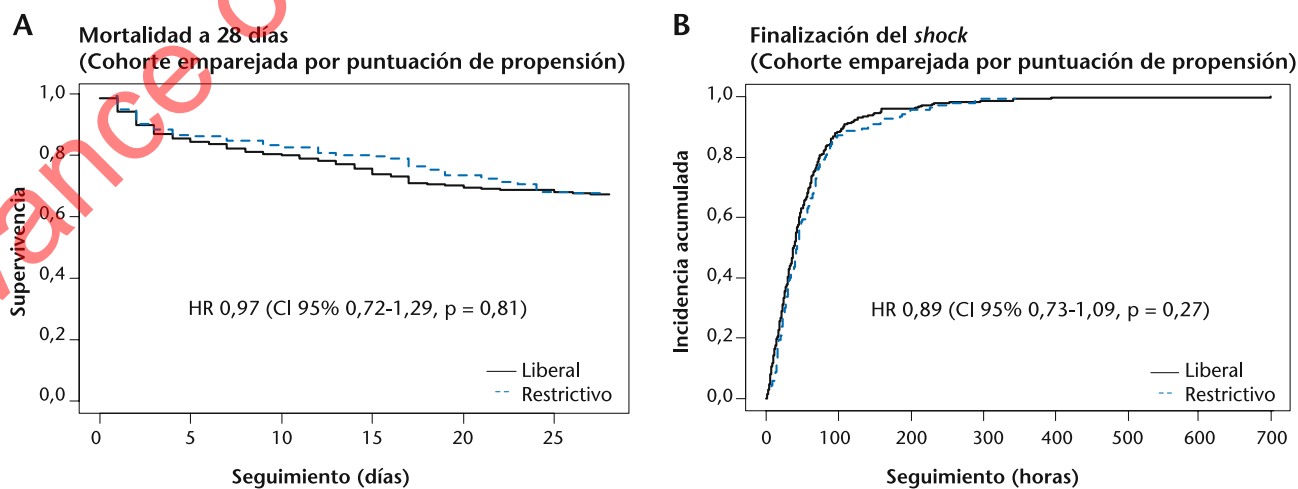 A
Mortalidad a 28 días
(Cohorte emparejada por puntuación de propensión)
1,0
0,8
0,6
0,4
0,2
0,0
Supervivencia
HR 0,97 (CI 95% 0,72-1,29, p = 0,81)
Liberal
Restrictivo
0 5 10 15 20 25
Seguimiento (días)
B
Finalización del shock
(Cohorte emparejada por puntuación de propensión)
1,0
0,8
0,6
0,4
0,2
0,0
Incidencia acumulada
HR 0,89 (CI 95% 0,73-1,09, p = 0,27)
Liberal
Restrictivo
0 100 200 300 400 500 600 700
Seguimiento (horas)